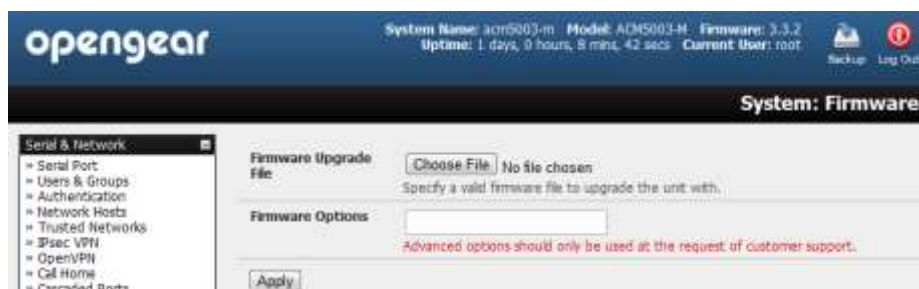 opengear
System Name: acm5003-m Model: ACM5003-M Firmware: 3.3.2
Uptime: 1 days, 0 hours, 8 mins, 42 secs Current User: root
Backup
Log Out
System: Firmware
Serial & Network
» Serial Port
» Users & Groups
» Authentication
» Network Hosts
» Trusted Networks
» IPsec VPN
» OpenVPN
» Call Home
» Cascaded Ports
Firmware Upgrade
File
Choose File No file chosen
Specify a valid firmware file to upgrade the unit with.
Firmware Options
Advanced options should only be used at the request of customer support.
Apply